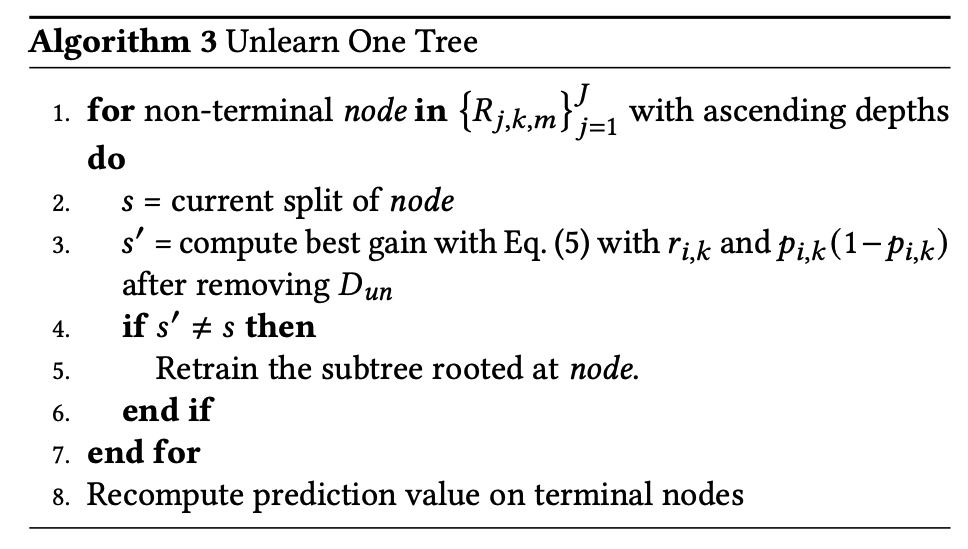 Algorithm 3 Unlearn One Tree
1. for non-terminal node in {R_{j,k,m}}_{j=1}^{J} with ascending depths
do
2. s = current split of node
3. s′ = compute best gain with Eq. (5) with r_{i,k} and p_{i,k}(1−p_{i,k})
after removing D_{un}
4. if s′ ≠ s then
5. Retrain the subtree rooted at node.
6. end if
7. end for
8. Recompute prediction value on terminal nodes